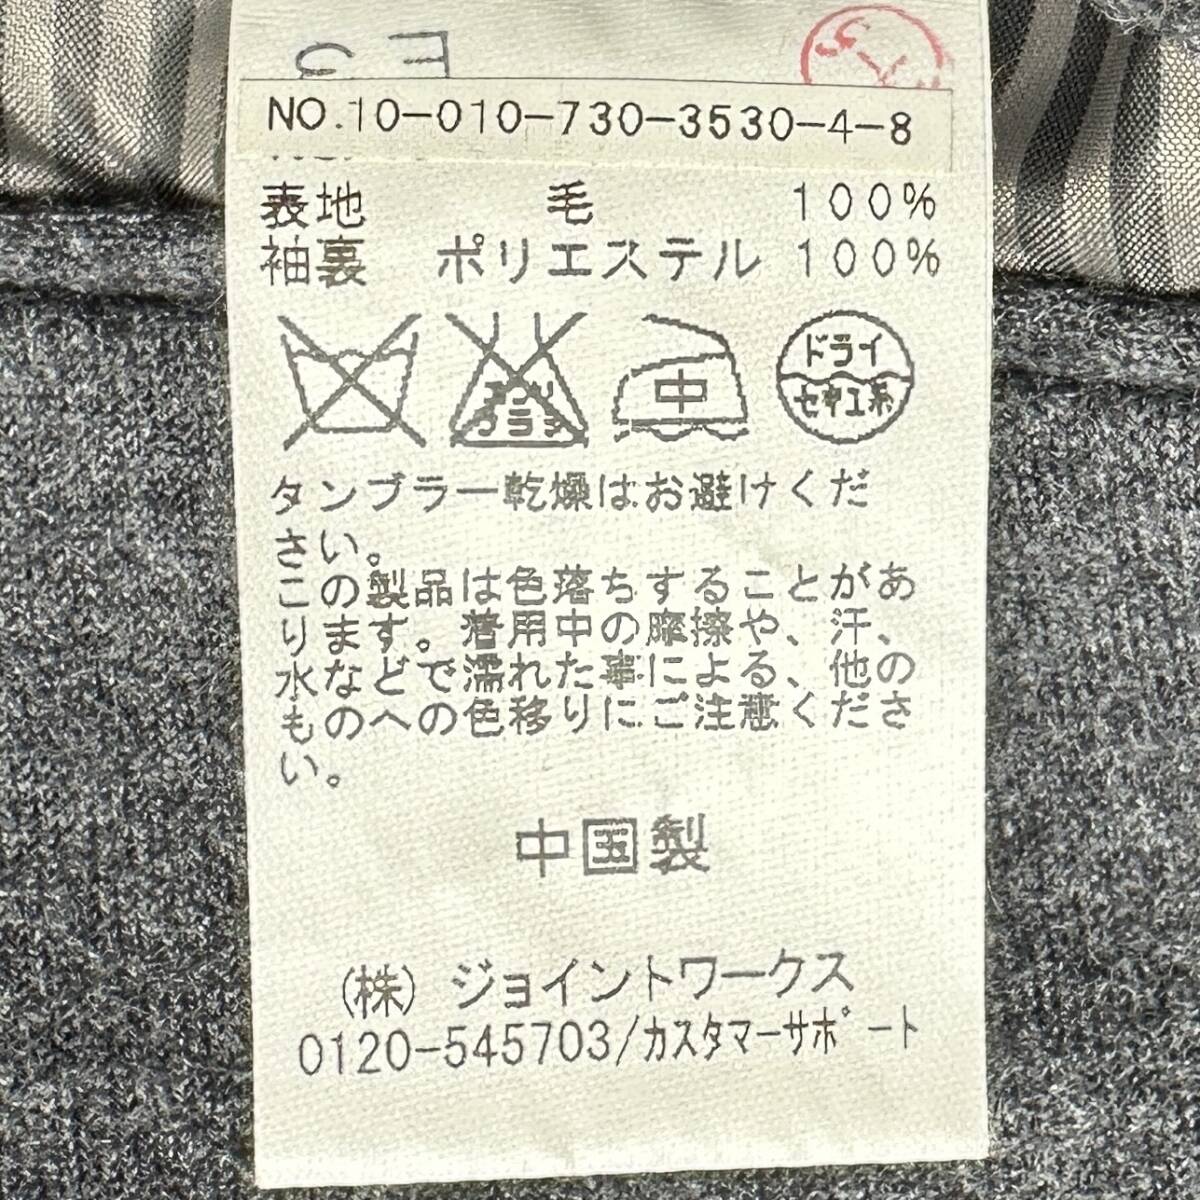 NO.10-010-730-3530-4-8
表地 毛 100%
袖裏 ポリエステル 100%
エンソ
サラシ
中
ドライ
セキユ系
タンブラー乾燥はお避けくだ
さい。
この製品は色落ちすることがあ
ります。着用中の摩擦や、汗、
水などで濡れた事による、他の
ものへの色移りにご注意くださ
い。
中国製
(株) ジョイントワークス
0120-545703/カスタマーサポート